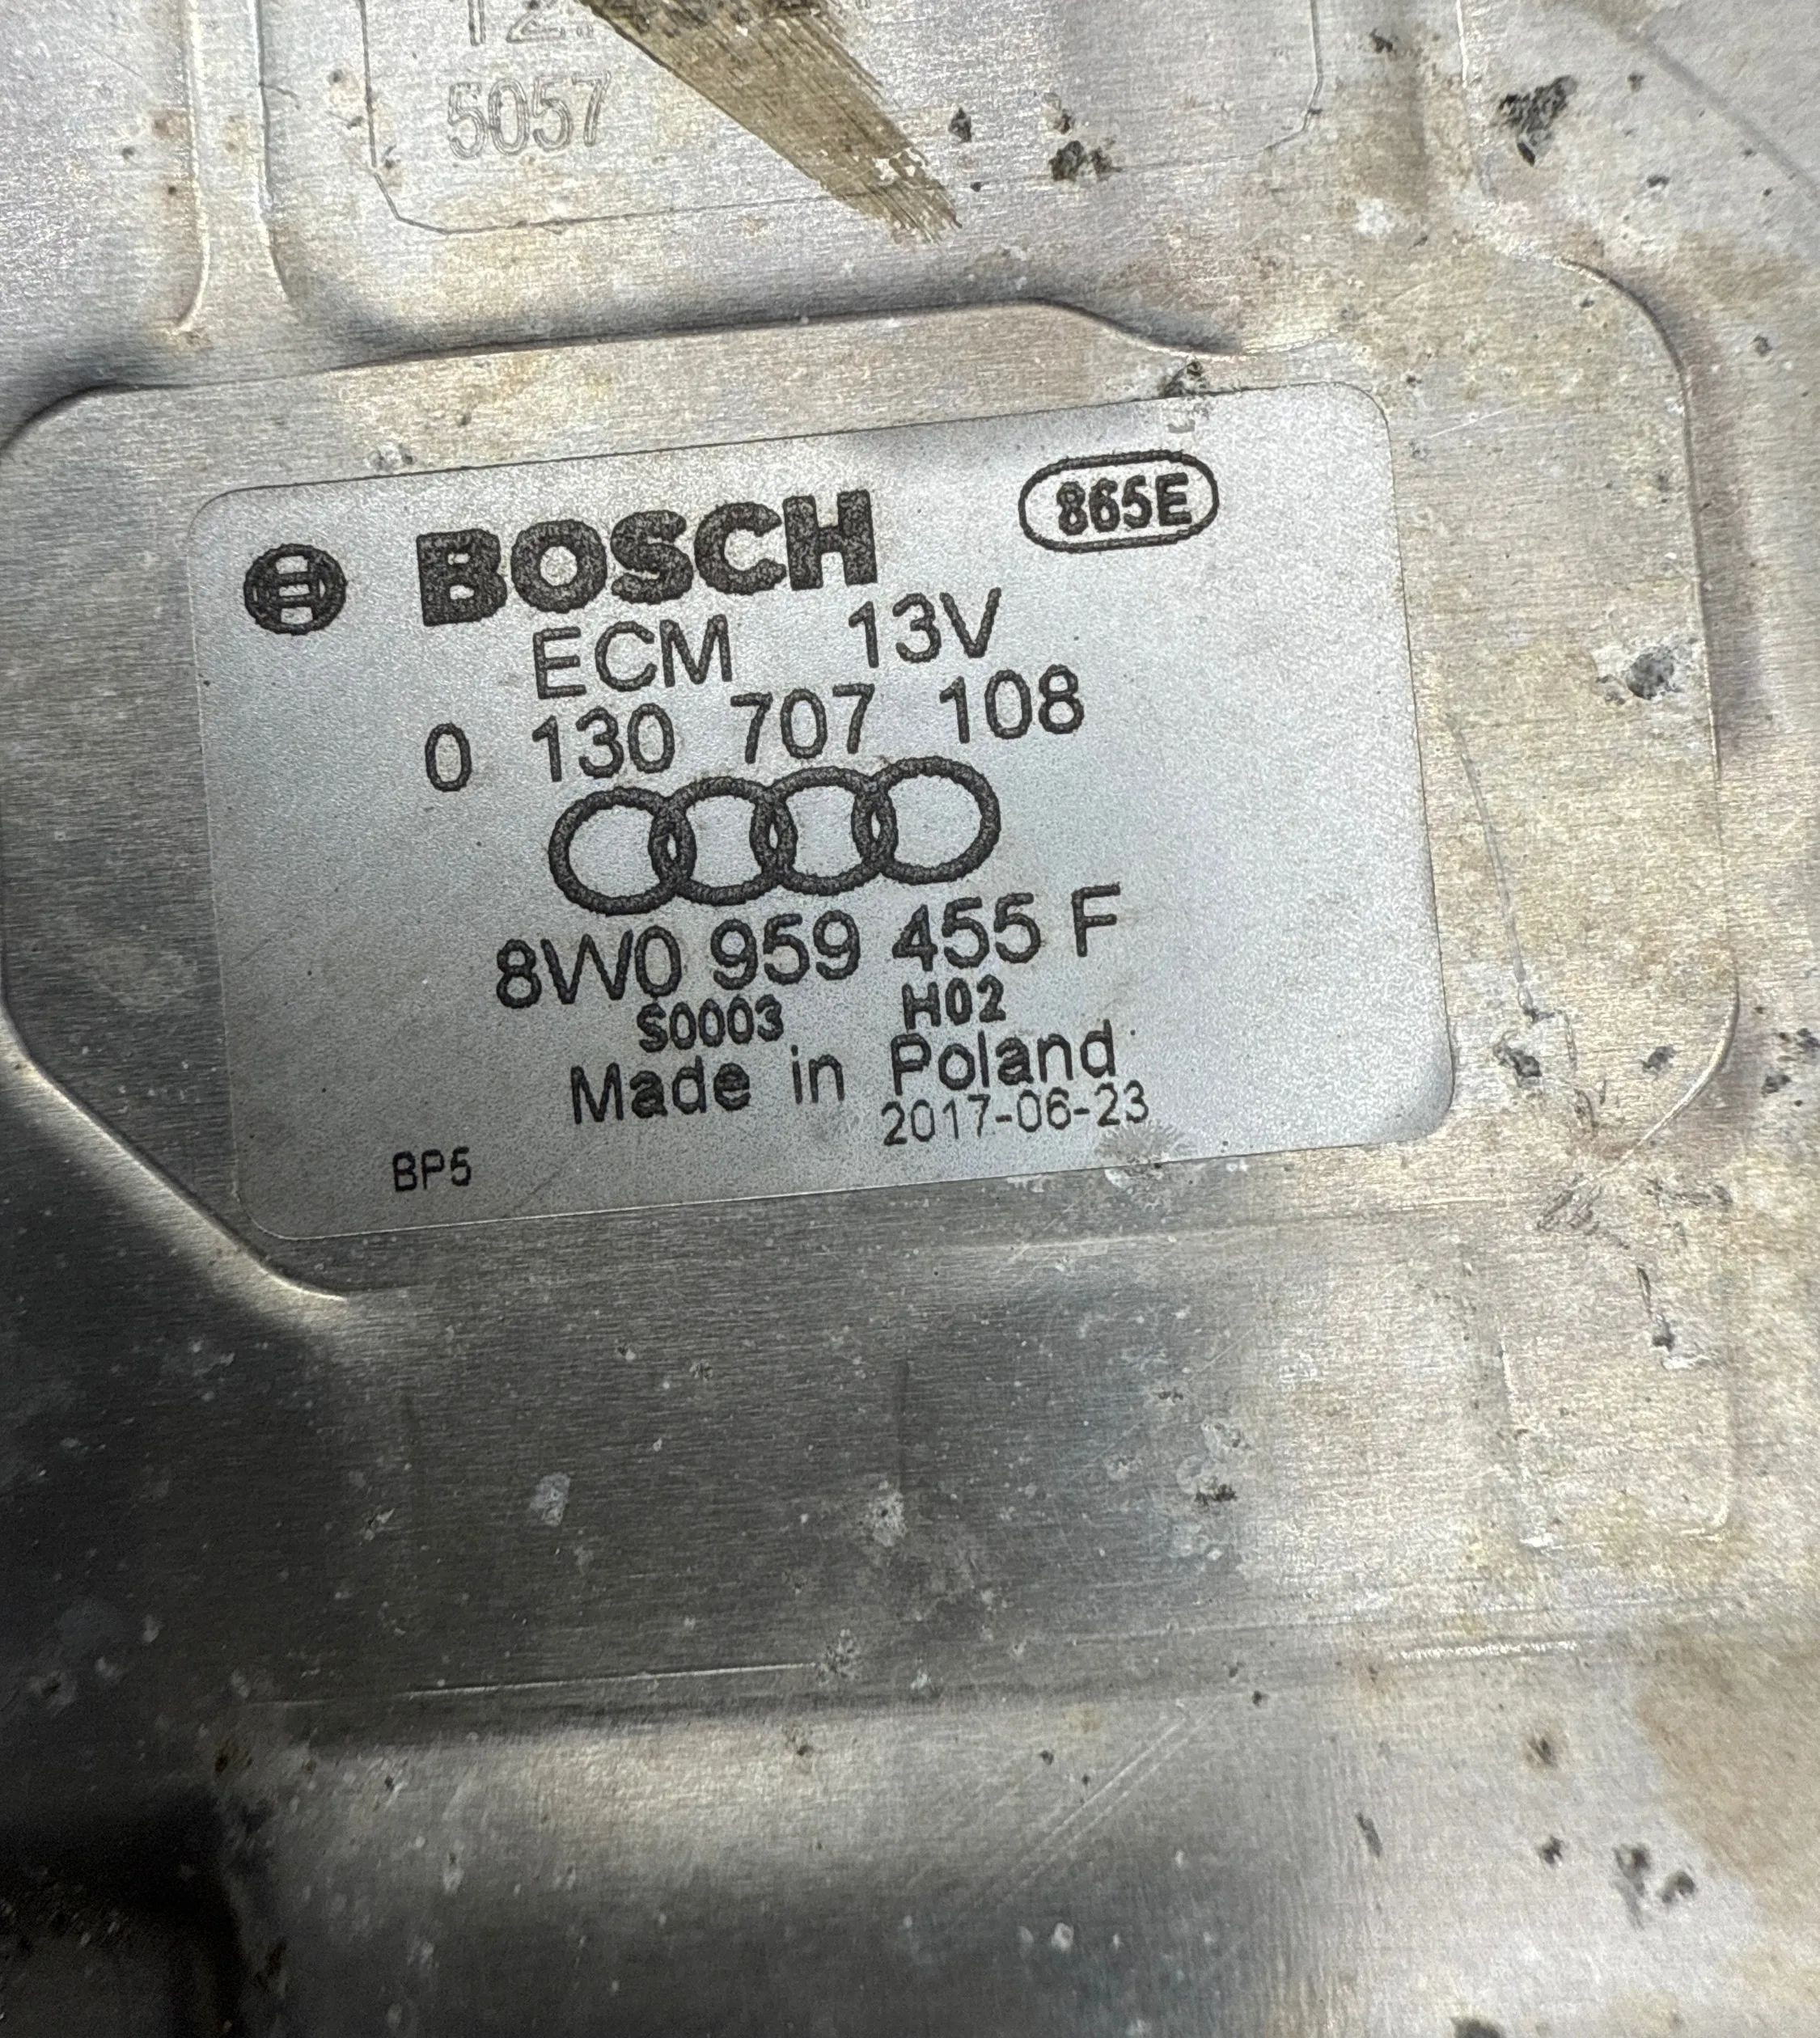 5057
BOSCH 865E
ECM 13V
0 130 707 108
8W0 959 455 F
S0003 H02
Made in Poland
2017-06-23
BP5